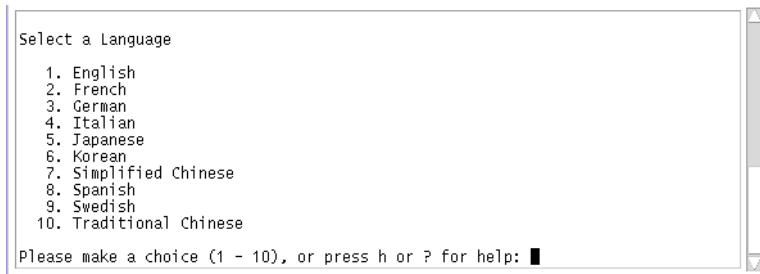 Select a Language
1. English
2. French
3. German
4. Italian
5. Japanese
6. Korean
7. Simplified Chinese
8. Spanish
9. Swedish
10. Traditional Chinese
Please make a choice (1 - 10), or press h or ? for help: